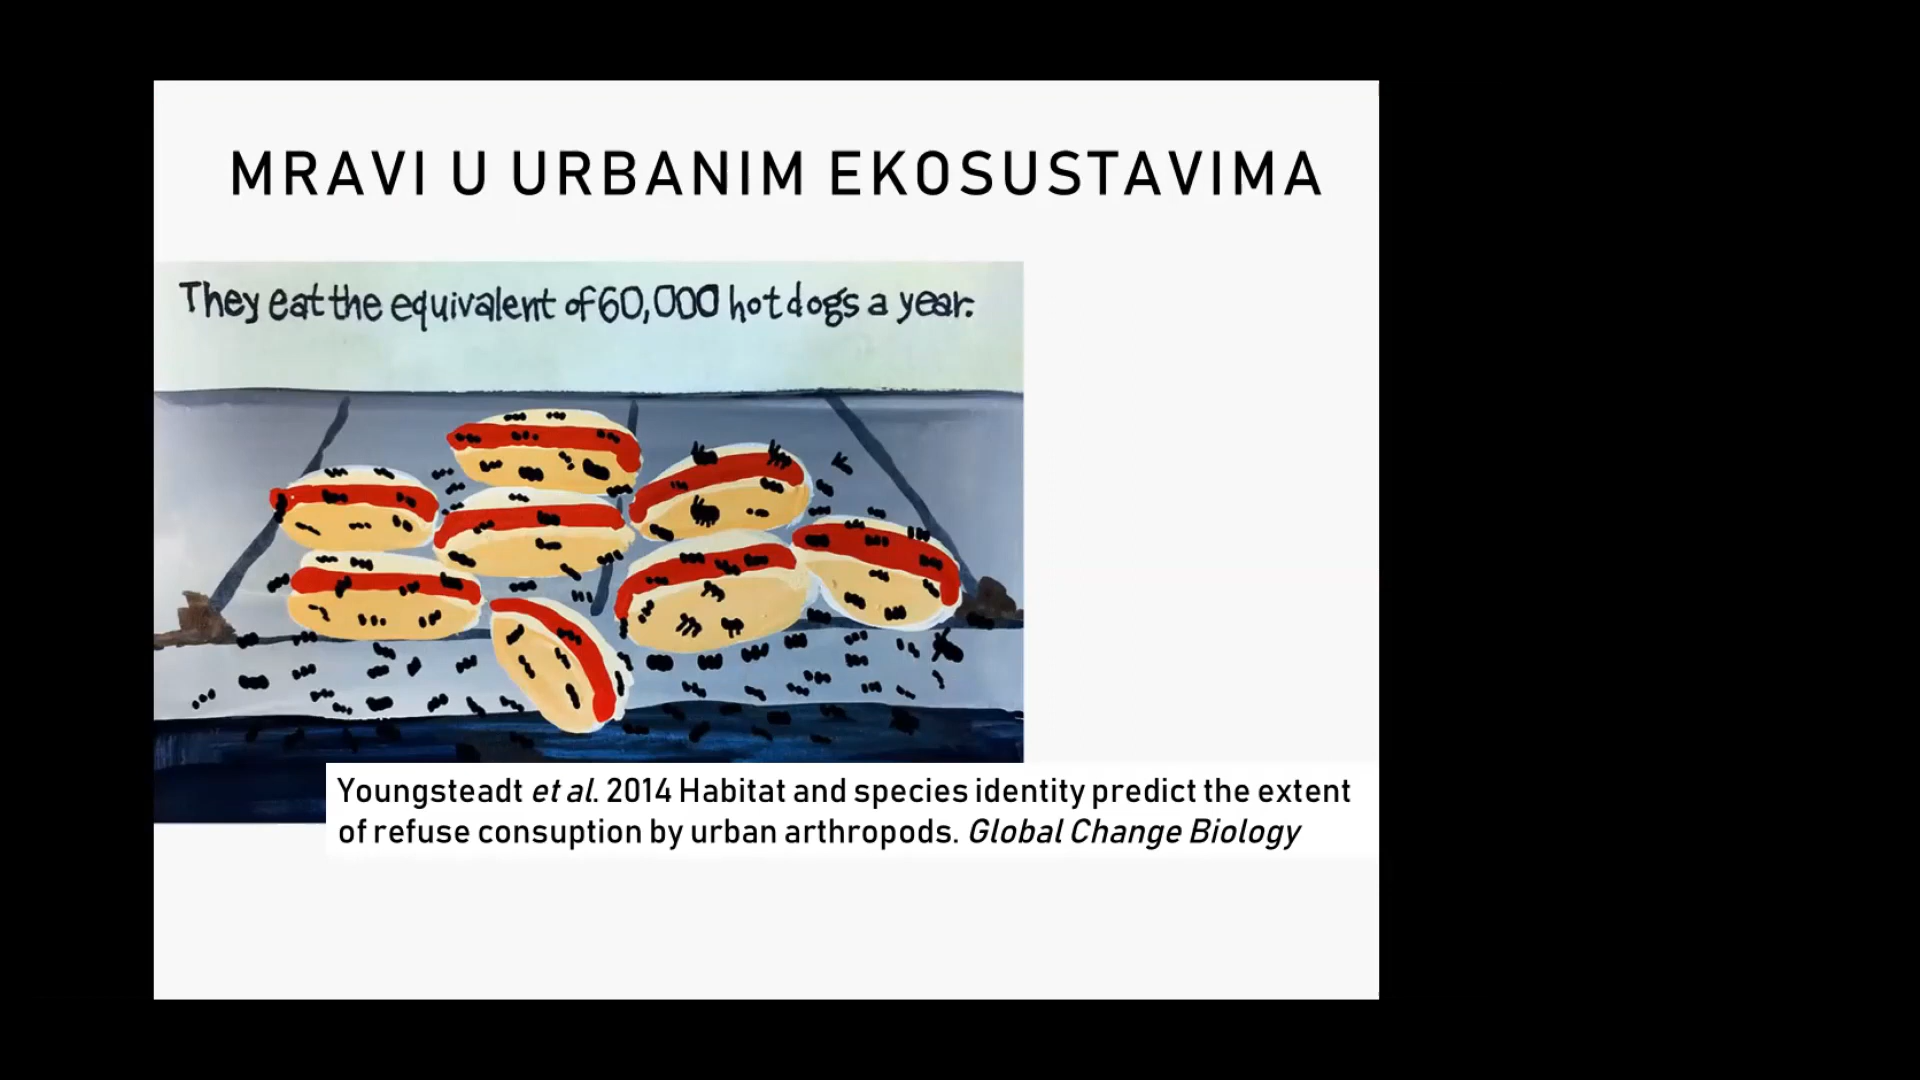 MRAVI U URBANIM EKOSUSTAVIMA
They eat the equivalent of 60,000 hot dogs a year.
Youngsteadt et al. 2014 Habitat and species identity predict the extent
of refuse consuption by urban arthropods. Global Change Biology